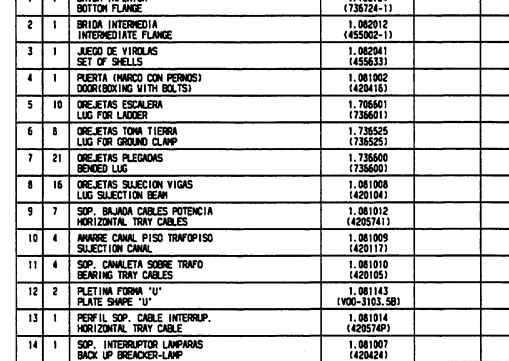 BOTTOM FLANGE (736724-1)
2 1 BRIDA INTERMEDIA 1.082012
INTERMEDIATE FLANGE (455002-1)
3 1 JUEGO DE VIROLAS 1.082041
SET OF SHELLS (455633)
4 1 PUERTA (MARCO CON PERNOS) 1.081002
DOOR(BOXING WITH BOLTS) (420416)
5 10 OREJETAS ESCALERA 1.706601
LUG FOR LADDER (736601)
6 8 OREJETAS TOMA TIERRA 1.736525
LUG FOR GROUND CLAMP (736525)
7 21 OREJETAS PLEGADAS 1.736600
BENDED LUG (736600)
8 16 OREJETAS SUJECION VIGAS 1.081008
LUG SUJECTION BEAM (420104)
9 7 SOP. BAJADA CABLES POTENCIA 1.081012
HORIZONTAL TRAY CABLES (420574I)
10 4 AMARRE CANAL PISO TRAFOPISO 1.081009
SUJECTION CANAL (420117)
11 4 SOP. CANALETA SOBRE TRAFO 1.081010
BEARING TRAY CABLES (420105)
12 2 PLETINA FORMA 'U' 1.081143
PLATE SHAPE 'U' (VOO-3103.5B)
13 1 PERFIL SOP. CABLE INTERRUP. 1.081014
HORIZONTAL TRAY CABLE (420574P)
14 1 SOP. INTERRUPTOR LAMPARAS 1.081007
BACK UP BREACKER-LAMP (420424)